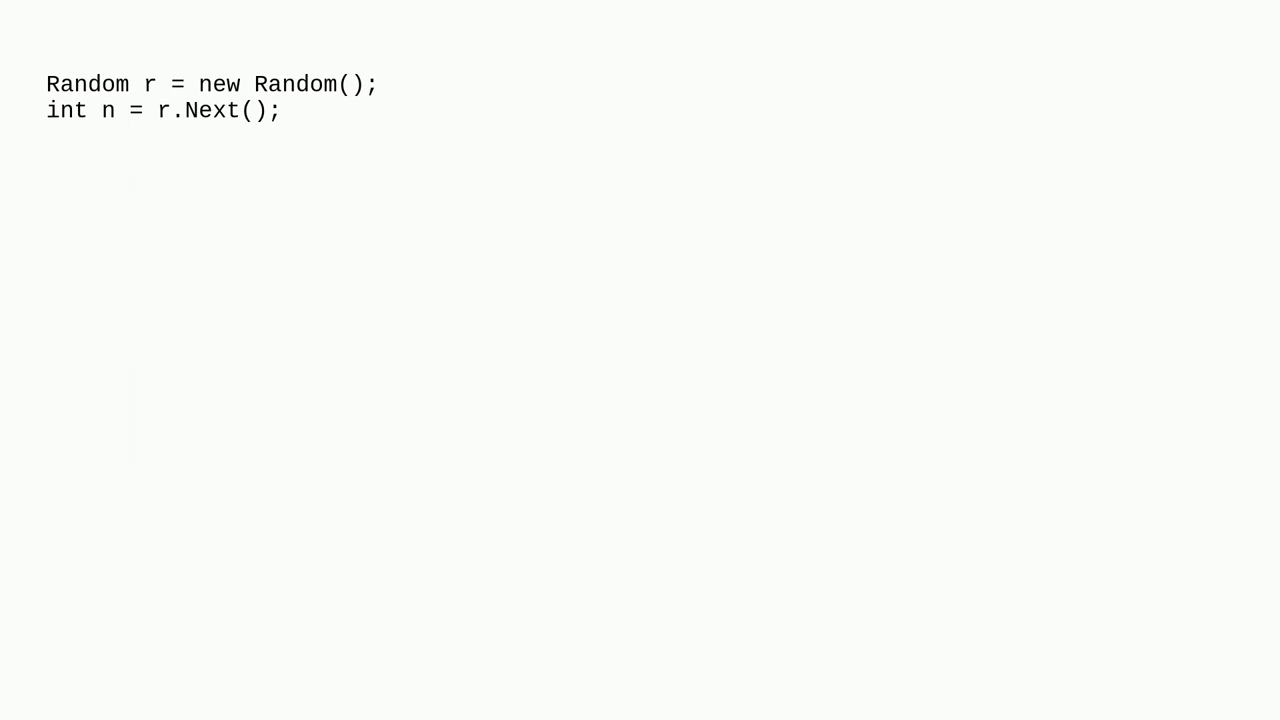 Random r = new Random();
int n = r.Next();